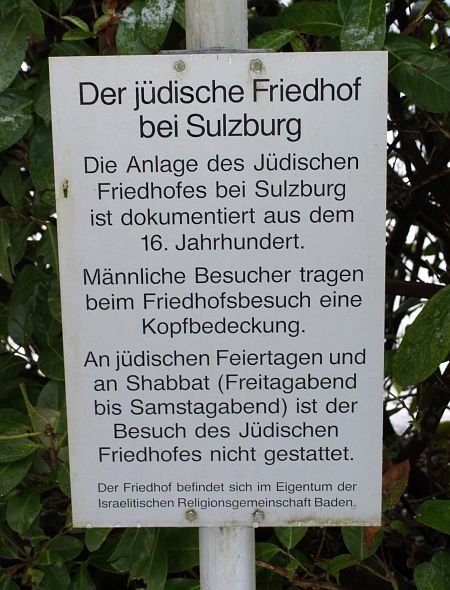 Der jüdische Friedhof
bei Sulzburg
Die Anlage des Jüdischen
Friedhofes bei Sulzburg
ist dokumentiert aus dem
16. Jahrhundert.
Männliche Besucher tragen
beim Friedhofsbesuch eine
Kopfbedeckung.
An jüdischen Feiertagen und
an Shabbat (Freitagabend
bis Samstagabend) ist der
Besuch des Jüdischen
Friedhofes nicht gestattet.
Der Friedhof befindet sich im Eigentum der
Israelitischen Religionsgemeinschaft Baden.